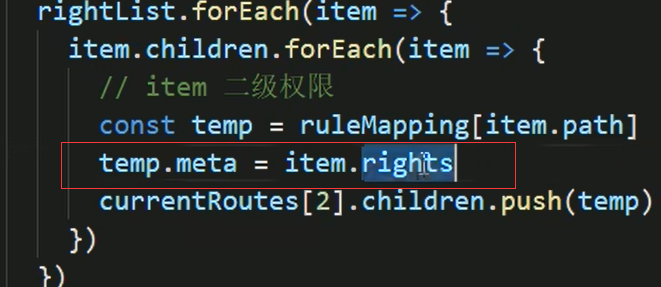 rightList.forEach(item => {
item.children.forEach(item => {
// item 二级权限
const temp = ruleMapping[item.path]
temp.meta = item.rights
currentRoutes[2].children.push(temp)
})
})